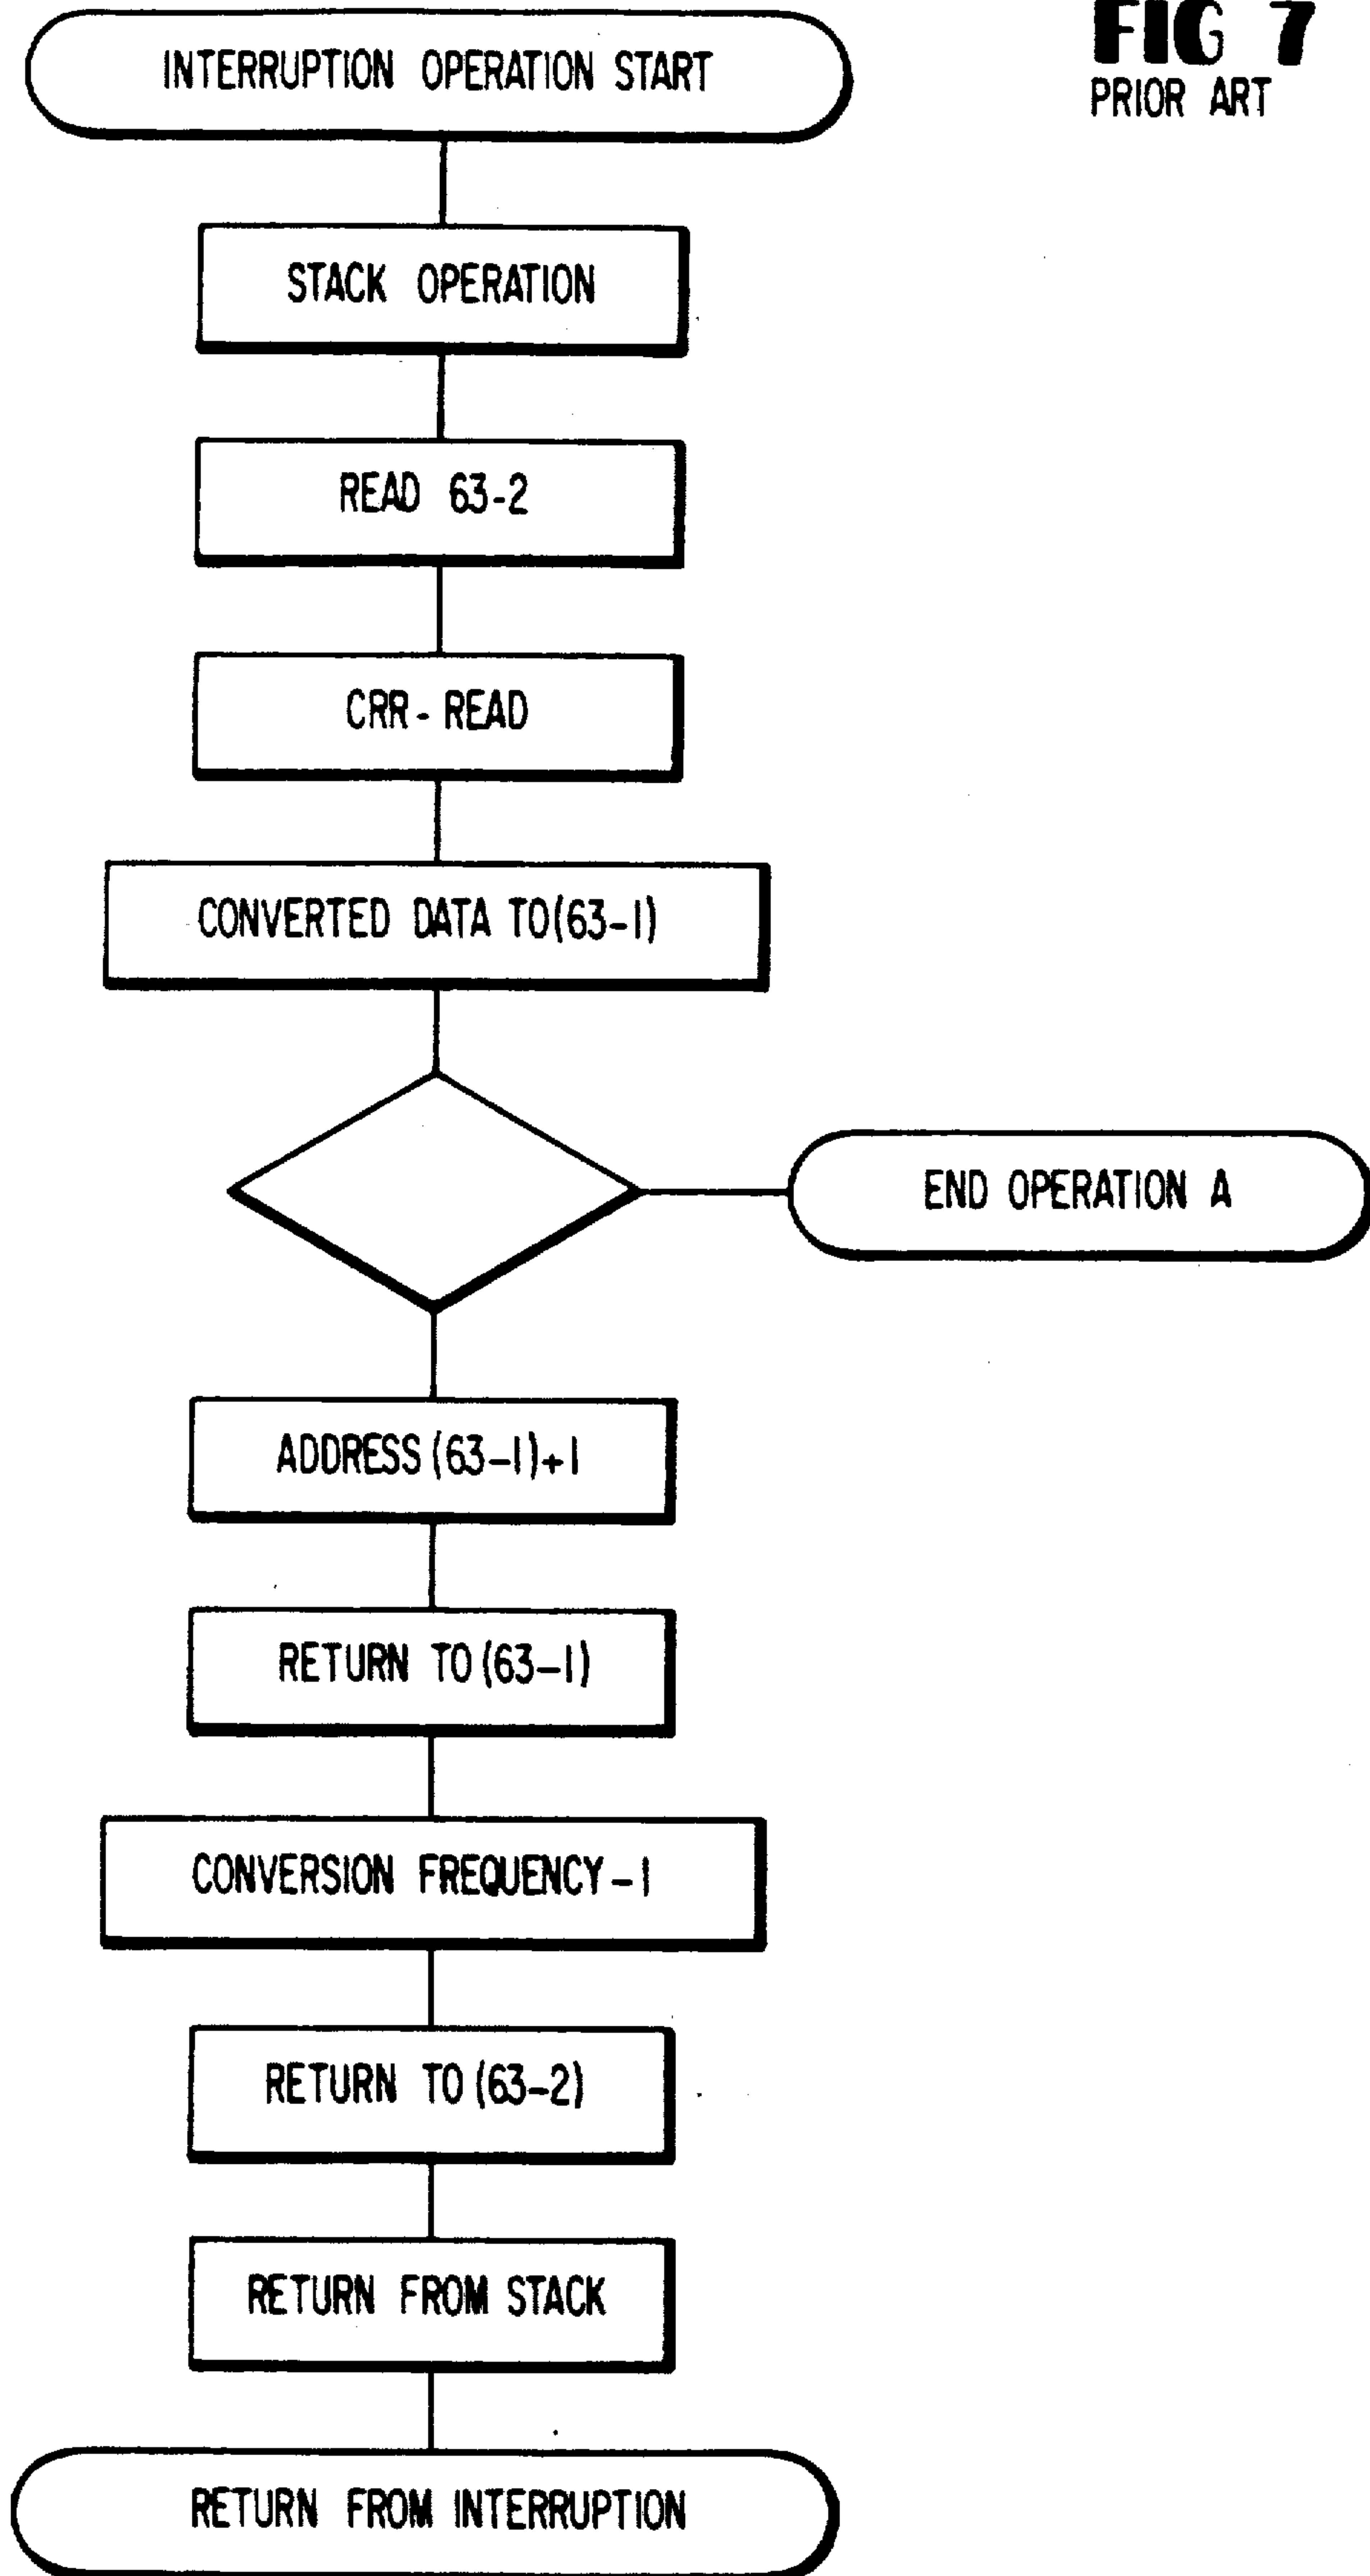 FIG 7
PRIOR ART
INTERRUPTION OPERATION START
STACK OPERATION
READ 63-2
CRR- READ
CONVERTED DATA TO(63-1)
END OPERATION A
ADDRESS(63-1)+1
RETURN TO(63-1)
CONVERSION FREQUENCY-1
RETURN TO(63-2)
RETURN FROM STACK
RETURN FROM INTERRUPTION